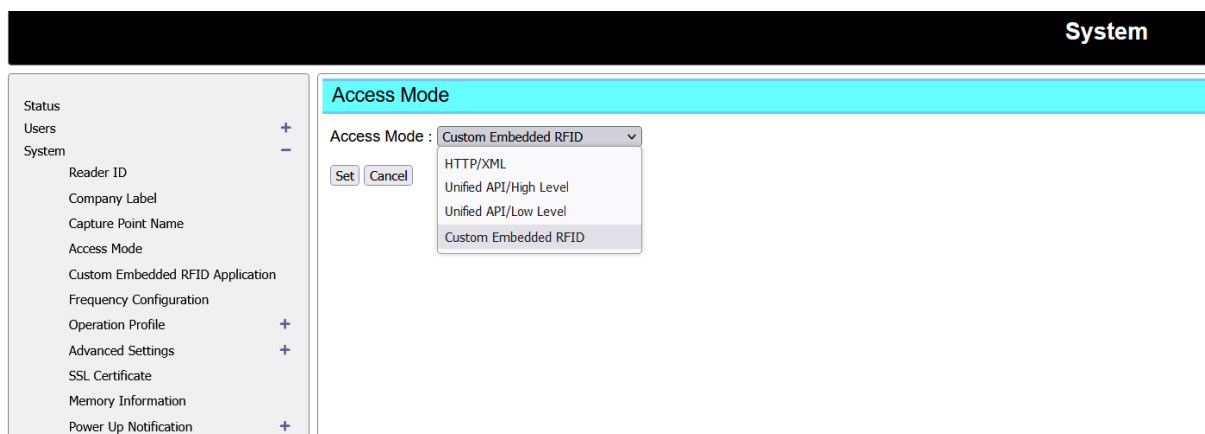 System
Status
Users +
System −
Reader ID
Company Label
Capture Point Name
Access Mode
Custom Embedded RFID Application
Frequency Configuration
Operation Profile +
Advanced Settings +
SSL Certificate
Memory Information
Power Up Notification +
Access Mode
Access Mode : Custom Embedded RFID
HTTP/XML
Unified API/High Level
Unified API/Low Level
Custom Embedded RFID
Set Cancel